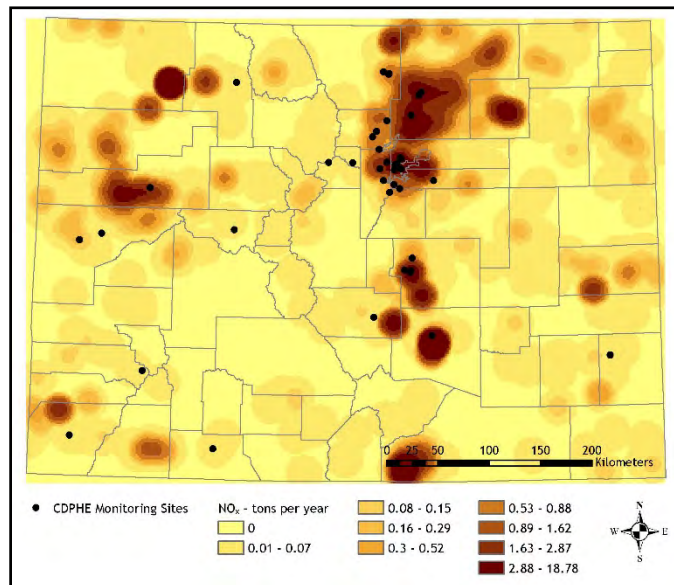 0 25 50 100 150 200
Kilometers
CDPHE Monitoring Sites
NOx - tons per year
0
0.01 - 0.07
0.08 - 0.15
0.16 - 0.29
0.3 - 0.52
0.53 - 0.88
0.89 - 1.62
1.63 - 2.87
2.88 - 18.78
N
W E
S